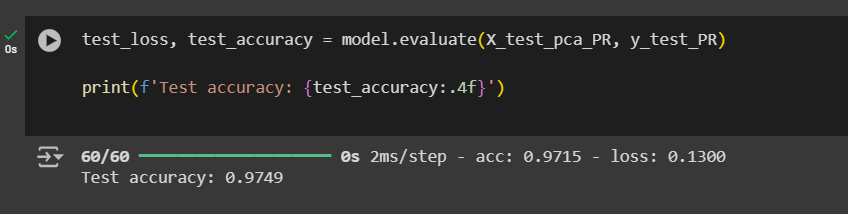 test_loss, test_accuracy = model.evaluate(X_test_pca_PR, y_test_PR)
0s
print(f'Test accuracy: {test_accuracy:.4f}')
60/60 ━━━━━━━━━━━━━━━━━━━━ 0s 2ms/step - acc: 0.9715 - loss: 0.1300
Test accuracy: 0.9749